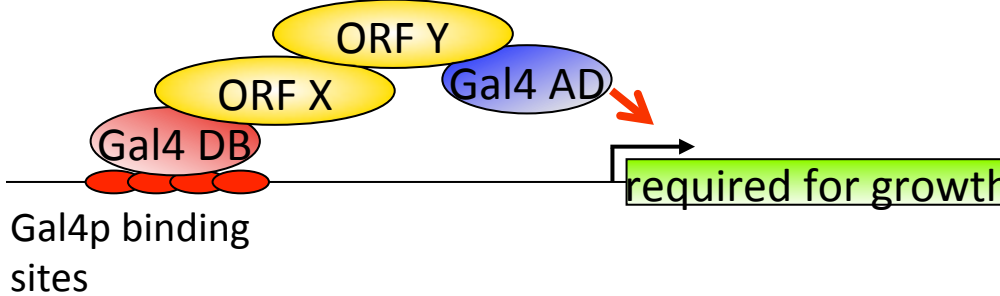 ORF Y
ORF X
Gal4 AD
Gal4 DB
required for growth
Gal4p binding
sites